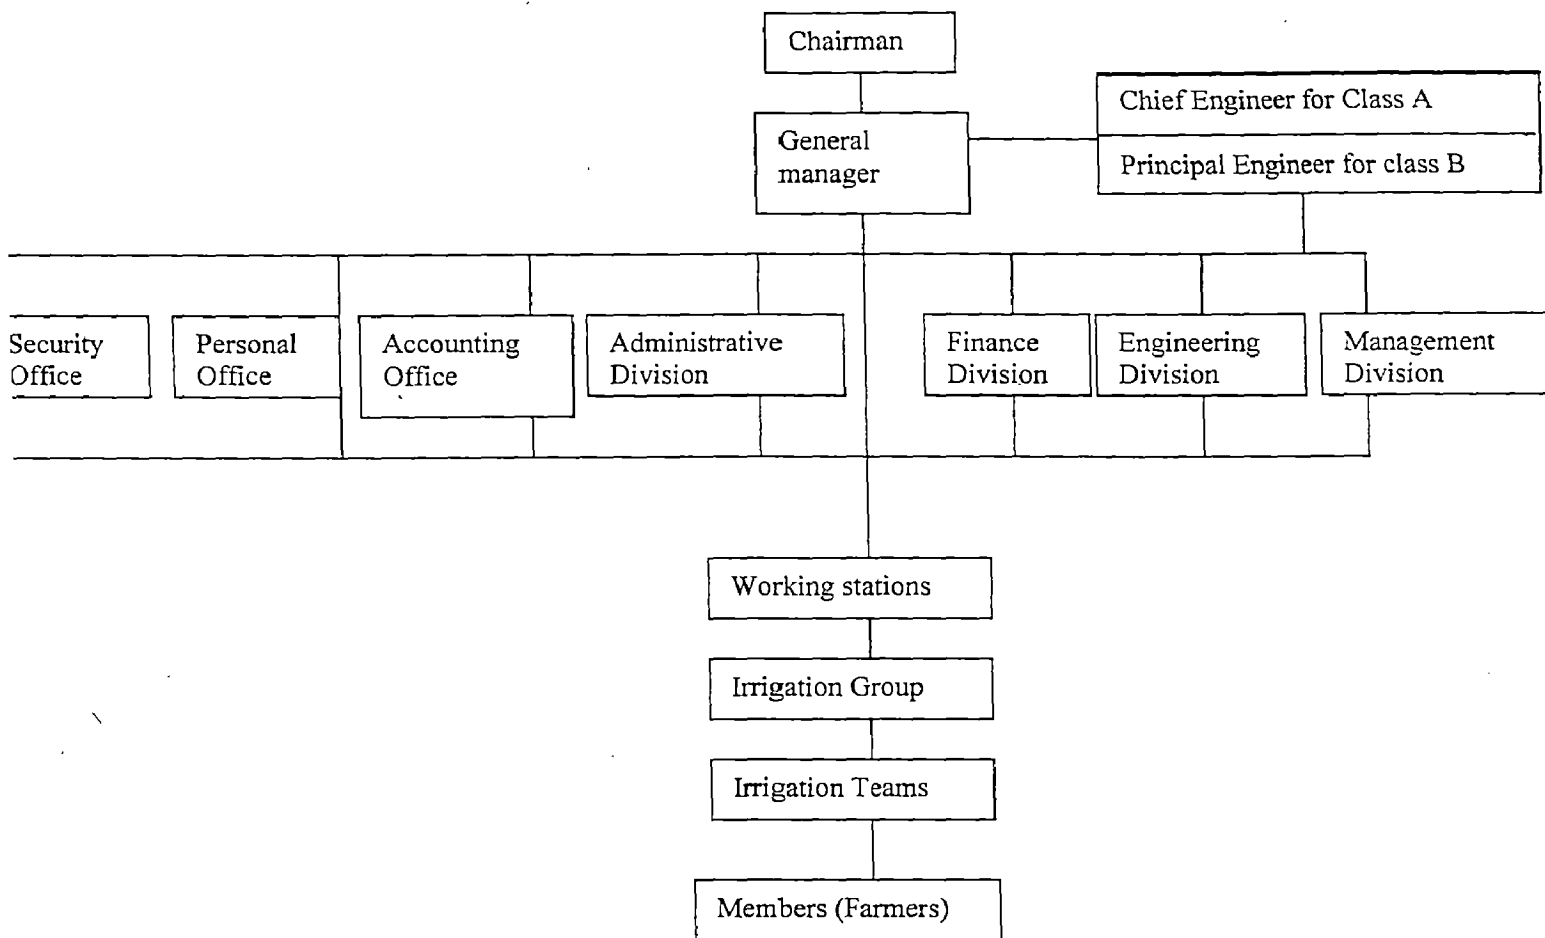 Chairman
General
manager
Chief Engineer for Class A
Principal Engineer for class B
Security
Office
Personal
Office
Accounting
Office
Administrative
Division
Finance
Division
Engineering
Division
Management
Division
Working stations
Irrigation Group
Irrigation Teams
Members (Farmers)